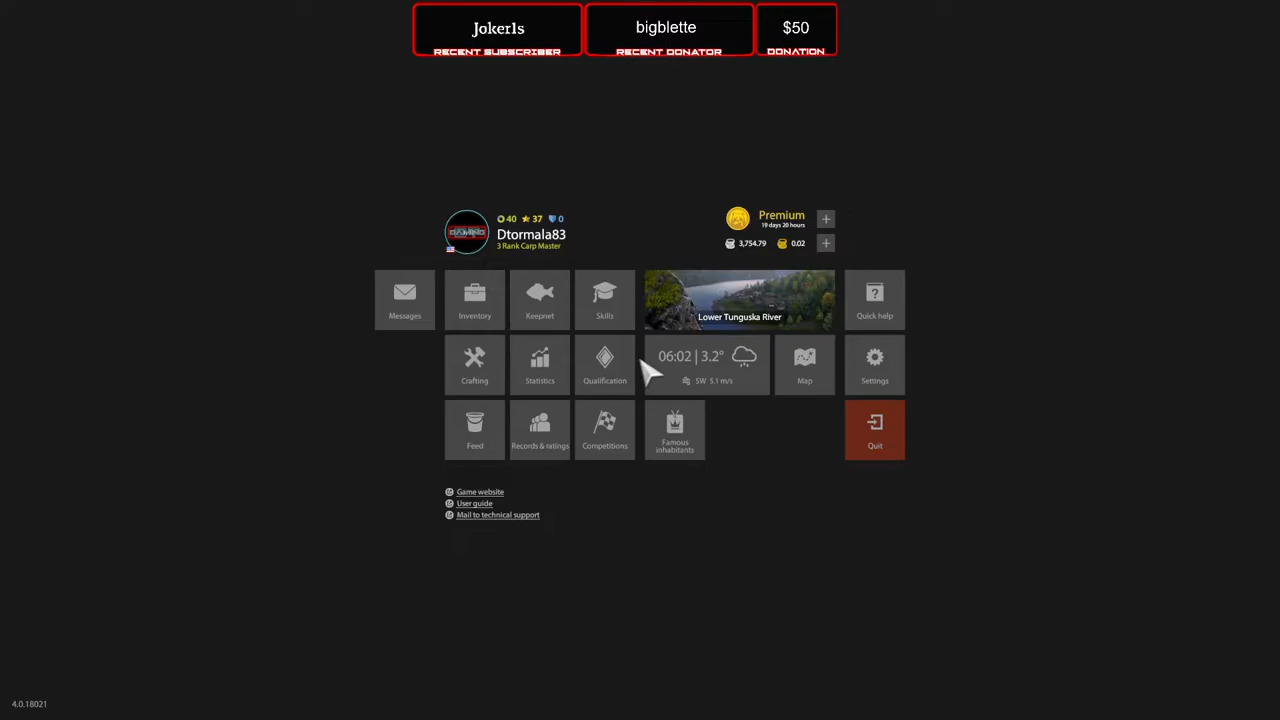 Joker1s
RECENT SUBSCRIBER
bigblette
RECENT DONATOR
$50
DONATION
40 37 0
Dtormala83
3 Rank Carp Master
Premium
19 days 20 hours
3,754.79 0.02
Messages
Inventory
Keepnet
Skills
Lower Tunguska River
Quick help
Crafting
Statistics
Qualification
06:02 | 3.2°
SW 5.1 m/s
Map
Settings
Feed
Records & ratings
Competitions
Famous
inhabitants
Quit
Game website
User guide
Mail to technical support
4.0.18021